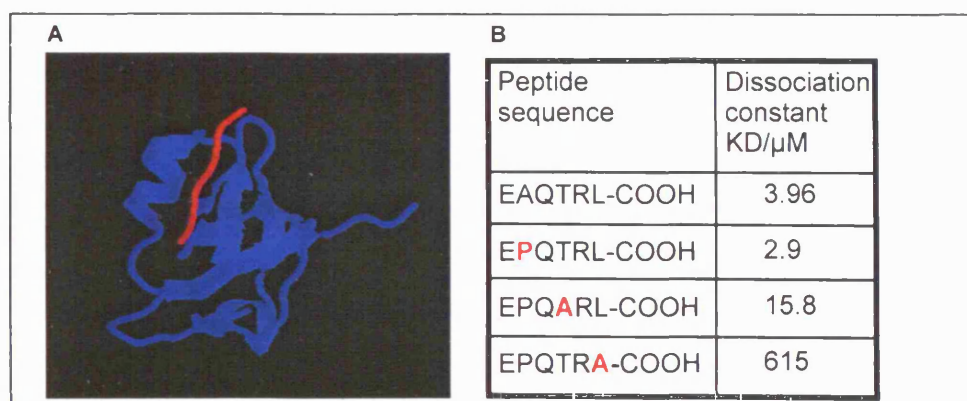 A
B
Peptide
sequence
Dissociation
constant
KD/µM
EAQTRL-COOH
3.96
EPQTRL-COOH
2.9
EPQARL-COOH
15.8
EPQTRA-COOH
615